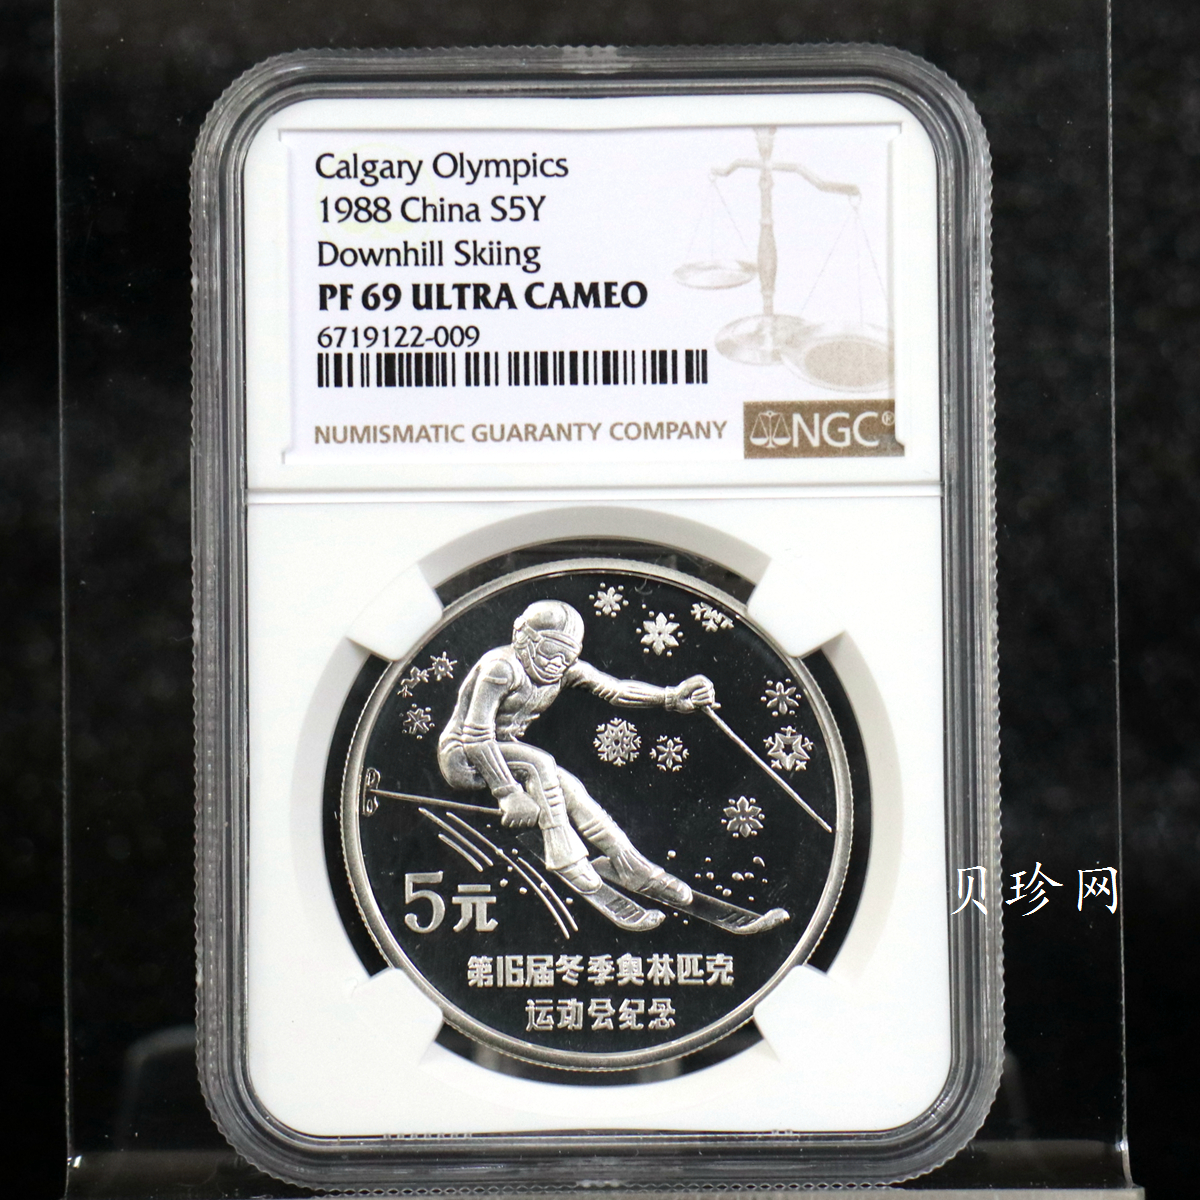 Calgary Olympics
1988 China S5Y
Downhill Skiing
PF 69 ULTRA CAMEO
6719122-009
NUMISMATIC GUARANTY COMPANY
NGC®
5元
第16届冬季奥林匹克
运动会纪念
贝珍网